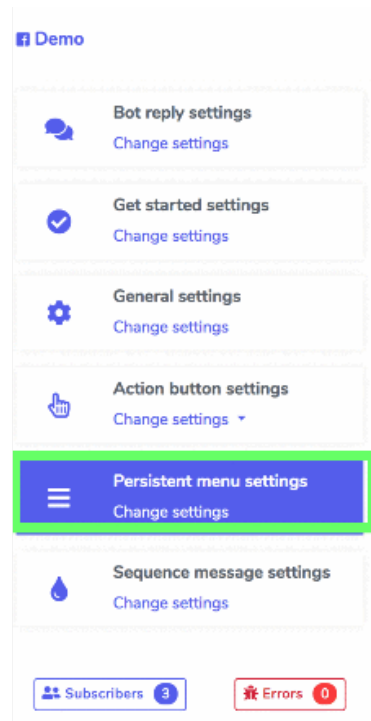 Demo
Bot reply settings
Change settings
Get started settings
Change settings
General settings
Change settings
Action button settings
Change settings
Persistent menu settings
Change settings
Sequence message settings
Change settings
Subscribers 3 Errors 0